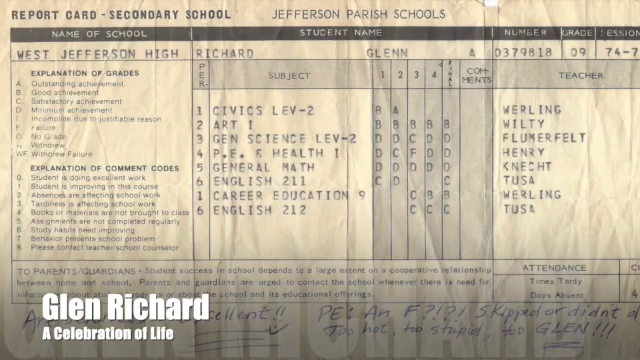 REPORT CARD - SECONDARY SCHOOL JEFFERSON PARISH SCHOOLS
NAME OF SCHOOL STUDENT NAME NUMBER GRADE SESSION
WEST JEFFERSON HIGH RICHARD GLENN A 0379818 09 74-7
EXPLANATION OF GRADES
A Outstanding achievement
B Good achievement
C Satisfactory achievement
D Minimum achievement
I Incomplete due to justifiable reason
F Failure
O No Grade
W Withdrew
WF Withdrew Failure
EXPLANATION OF COMMENT CODES
0. Student is doing excellent work
1 Student is improving in this course
2 Absences are affecting school work
3. Tardiness is affecting school work
4 Books or materials are not brought to class
5. Assignments are not completed regularly
6. Study habits need improving
7 Behavior presents school problem
8. Please contact teacher/school counselor
PER. SUBJECT 1 2 3 4 FINAL COMMENTS TEACHER
1 CIVICS LEV-2 B A WERLING
2 ART I B B B B B WILTY
3 GEN SCIENCE LEV-2 D D C D D FLUMERFELT
4 P.E. & HEALTH I D C F D D HENRY
5 GENERAL MATH D D D D D KNECHT
6 ENGLISH 211 C D C TUSA
1 CAREER EDUCATION 9 C B B WERLING
6 ENGLISH 212 C C C TUSA
TO PARENTS/GUARDIANS - Student success in school depends to a large extent on a cooperative relationship
between home and school. Parents and guardians are urged to contact the school whenever there is need for
about the school and its educational offerings.
ATTENDANCE
Times Tardy
Days Absent 4
Excellent!!
PE: An F?!?! Skipped or didn't d
Too hot, too stupid, too GLEN!!!
Glen Richard
A Celebration of Life